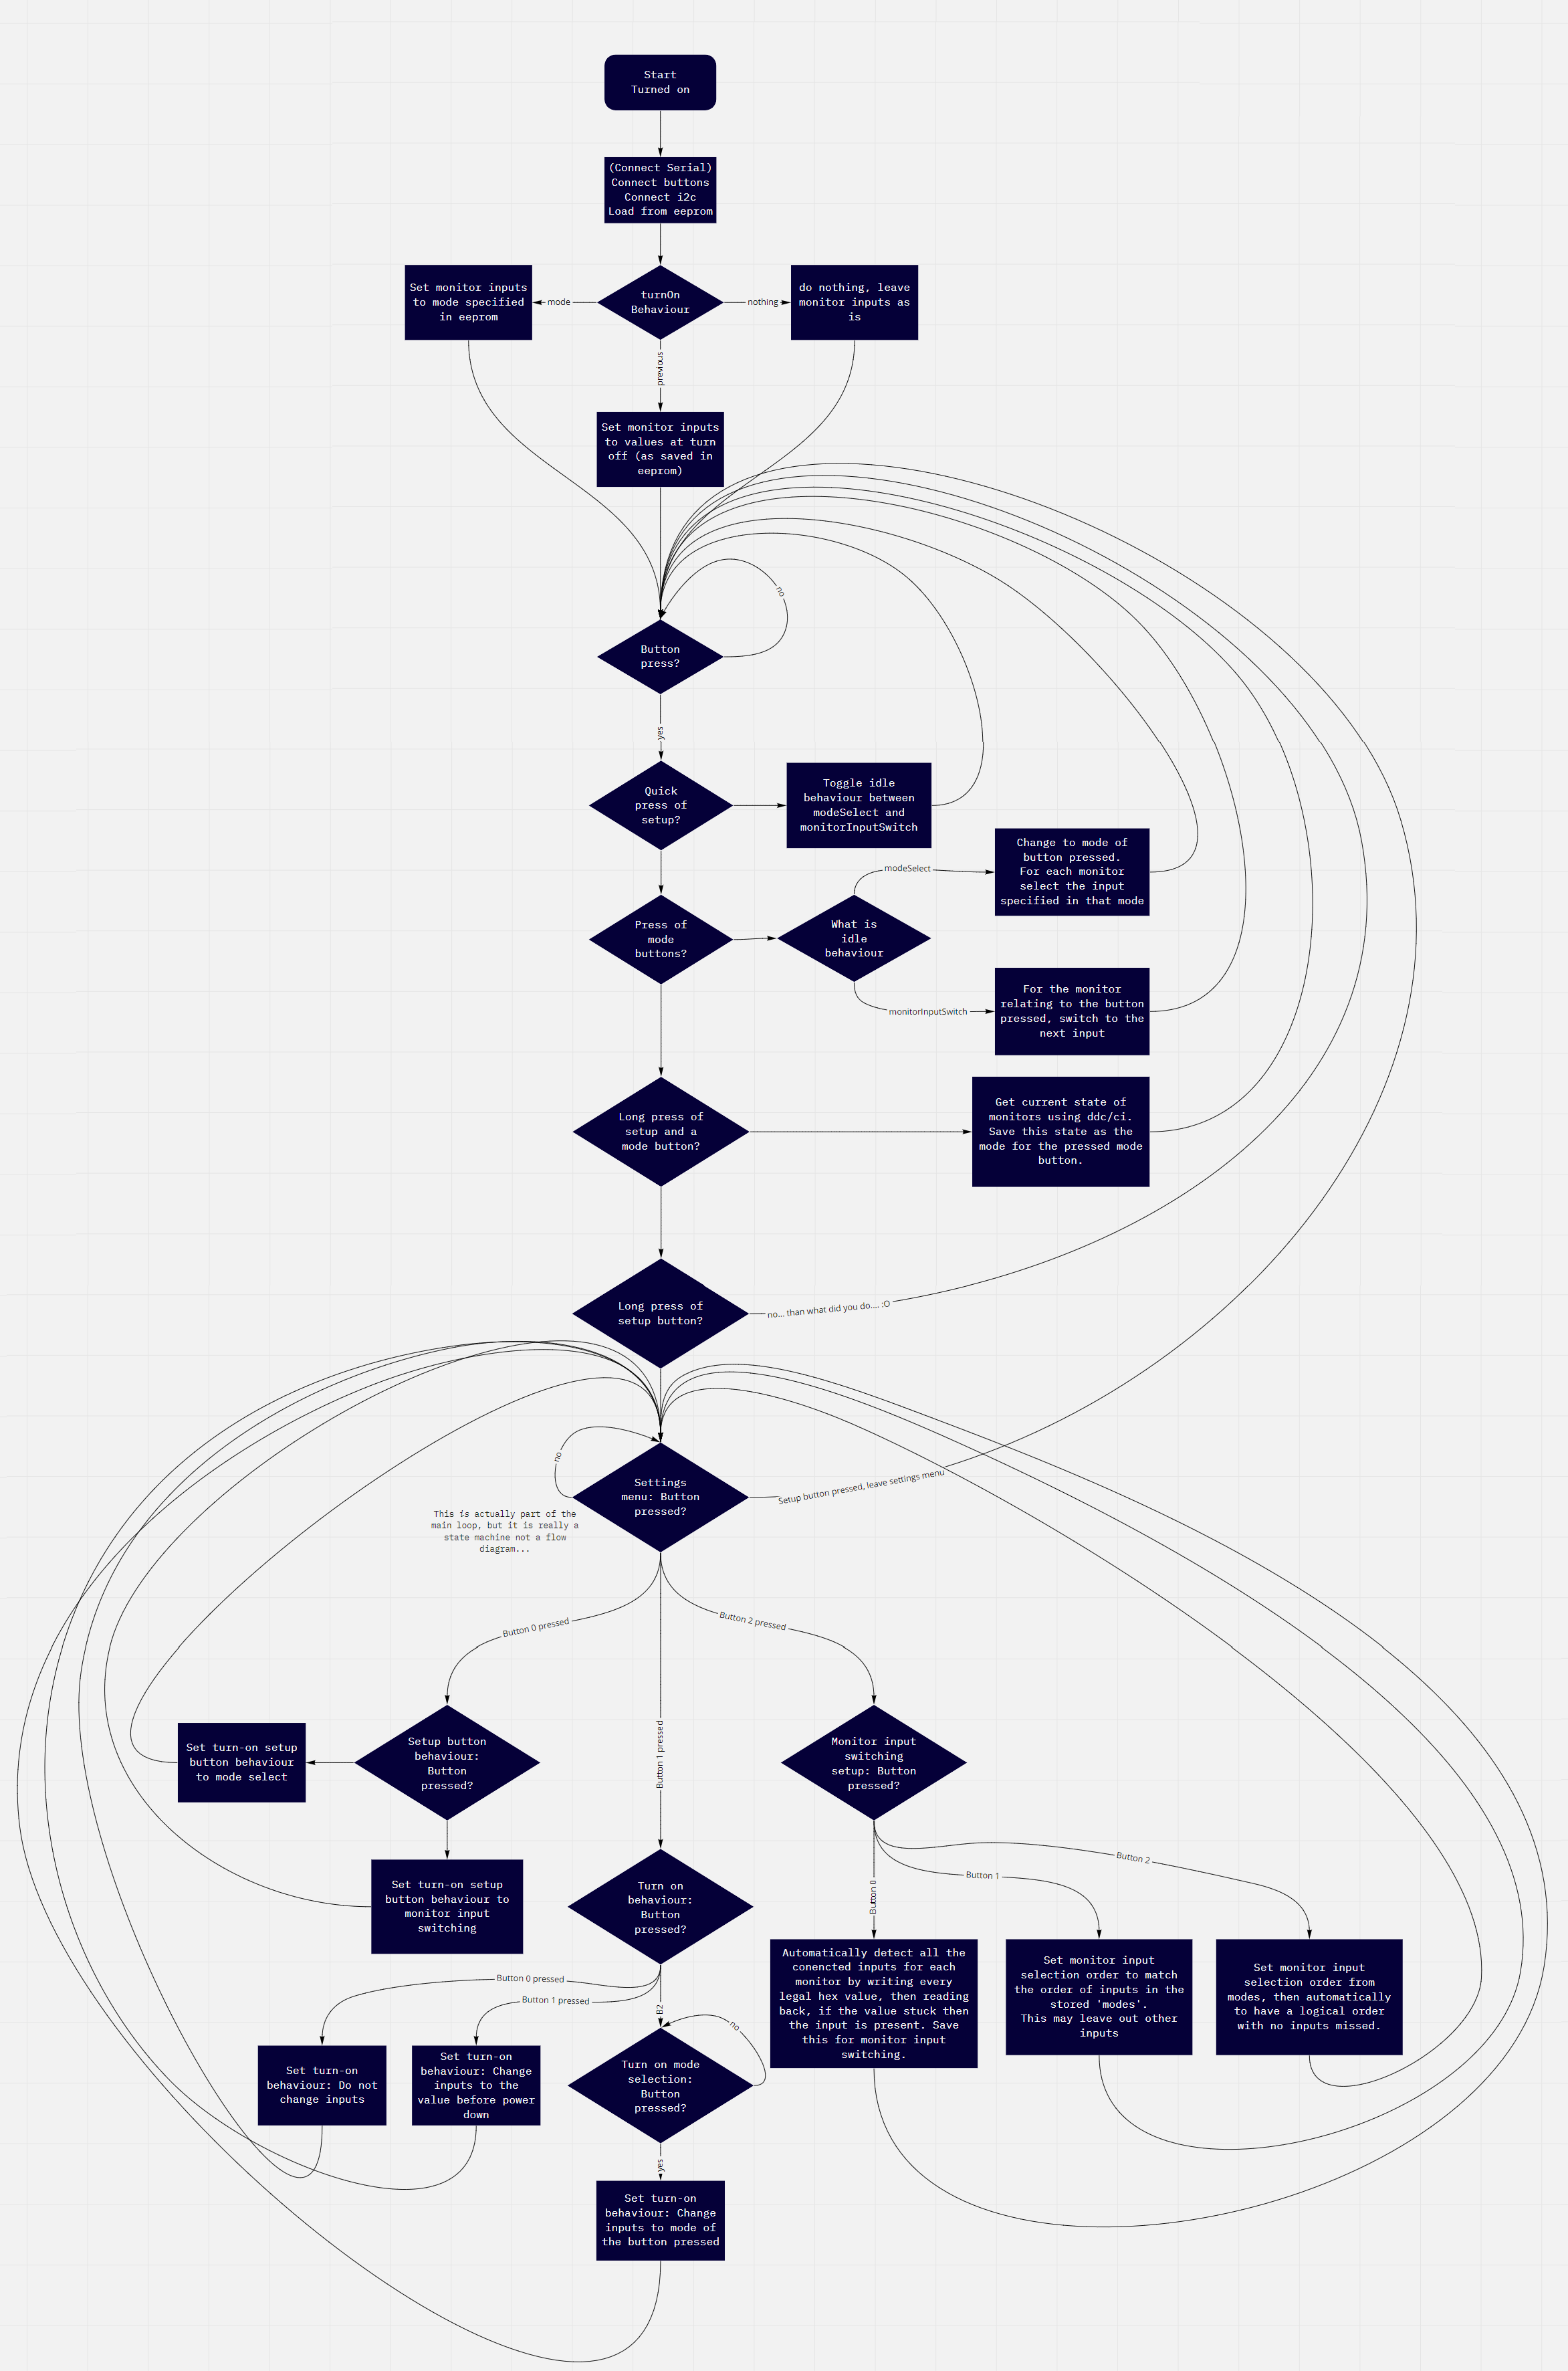 Start
Turned on
(Connect Serial)
Connect buttons
Connect i2c
Load from eeprom
Set monitor inputs
to mode specified
in eeprom
mode
turnOn
Behaviour
nothing
do nothing, leave
monitor inputs as
is
previous
Set monitor inputs
to values at turn
off (as saved in
eeprom)
no
Button
press?
yes
Quick
press of
setup?
Toggle idle
behaviour between
modeSelect and
monitorInputSwitch
Press of
mode
buttons?
What is
idle
behaviour
modeSelect
Change to mode of
button pressed.
For each monitor
select the input
specified in that mode
monitorInputSwitch
For the monitor
relating to the button
pressed, switch to the
next input
Long press of
setup and a
mode button?
Get current state of
monitors using ddc/ci.
Save this state as the
mode for the pressed mode
button.
Long press of
setup button?
no... than what did you do.... :O
no
Settings
menu: Button
pressed?
Setup button pressed, leave settings menu
This is actually part of the
main loop, but it is really a
state machine not a flow
diagram...
Button 0 pressed
Button 2 pressed
Button 1 pressed
Set turn-on setup
button behaviour
to mode select
Setup button
behaviour:
Button
pressed?
Monitor input
switching
setup: Button
pressed?
Set turn-on setup
button behaviour to
monitor input
switching
Turn on
behaviour:
Button
pressed?
Button 0
Button 1
Button 2
Automatically detect all the
conencted inputs for each
monitor by writing every
legal hex value, then reading
back, if the value stuck then
the input is present. Save
this for monitor input
switching.
Set monitor input
selection order to match
the order of inputs in the
stored 'modes'.
This may leave out other
inputs
Set monitor input
selection order from
modes, then automatically
to have a logical order
with no inputs missed.
Button 0 pressed
Button 1 pressed
B2
Set turn-on
behaviour: Do not
change inputs
Set turn-on
behaviour: Change
inputs to the
value before power
down
Turn on mode
selection:
Button
pressed?
no
yes
Set turn-on
behaviour: Change
inputs to mode of
the button pressed